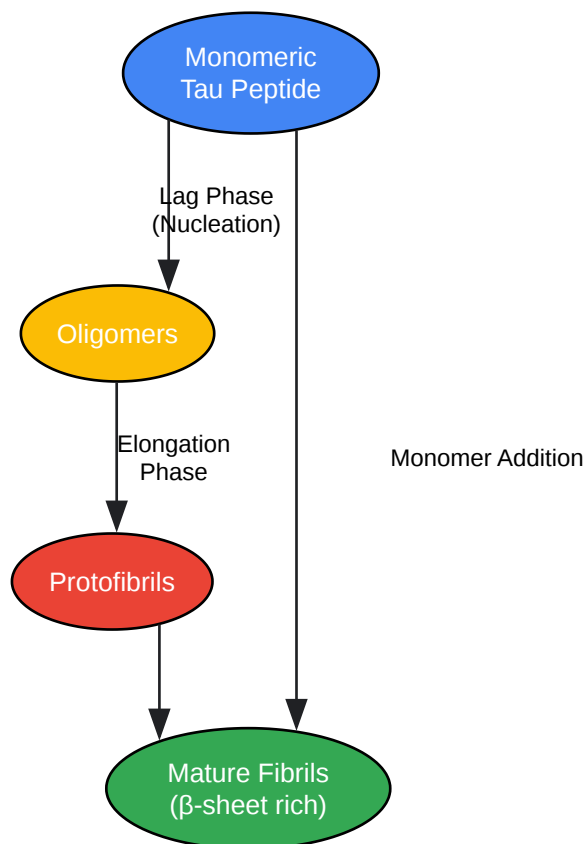 Monomeric
Tau Peptide
Lag Phase
(Nucleation)
Oligomers
Elongation
Phase
Monomer Addition
Protofibrils
Mature Fibrils
(β-sheet rich)